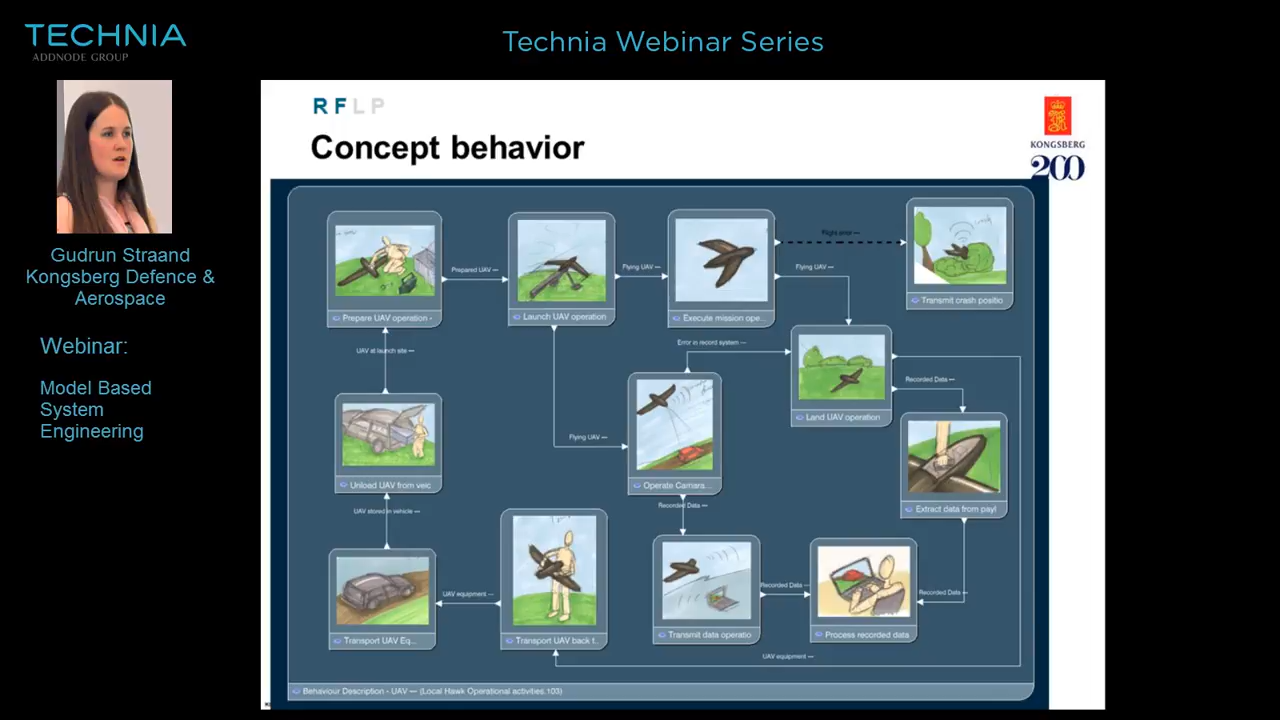 TECHNIA
ADDNODE GROUP
Technia Webinar Series
Gudrun Straand
Kongsberg Defence &
Aerospace
Webinar:
Model Based
System
Engineering
RFLP
Concept behavior
KONGSBERG
200
Flight error
Prepared UAV
Flying UAV
Flying UAV
Prepare UAV operation -
Launch UAV operation
Execute mission ope...
Transmit crash positio
UAV at launch site
Error in record system
Recorded Data
Land UAV operation
Flying UAV
Unload UAV from veic
Operate Camara...
Extract data from payl
UAV stored in vehicle
Recorded Data
UAV equipment
Recorded Data
Recorded Data
Transport UAV Eq...
Transport UAV back t..
Transmit data operatio
Process recorded data
UAV equipment
Behaviour Description - UAV — (Local Hawk Operational activities.103)